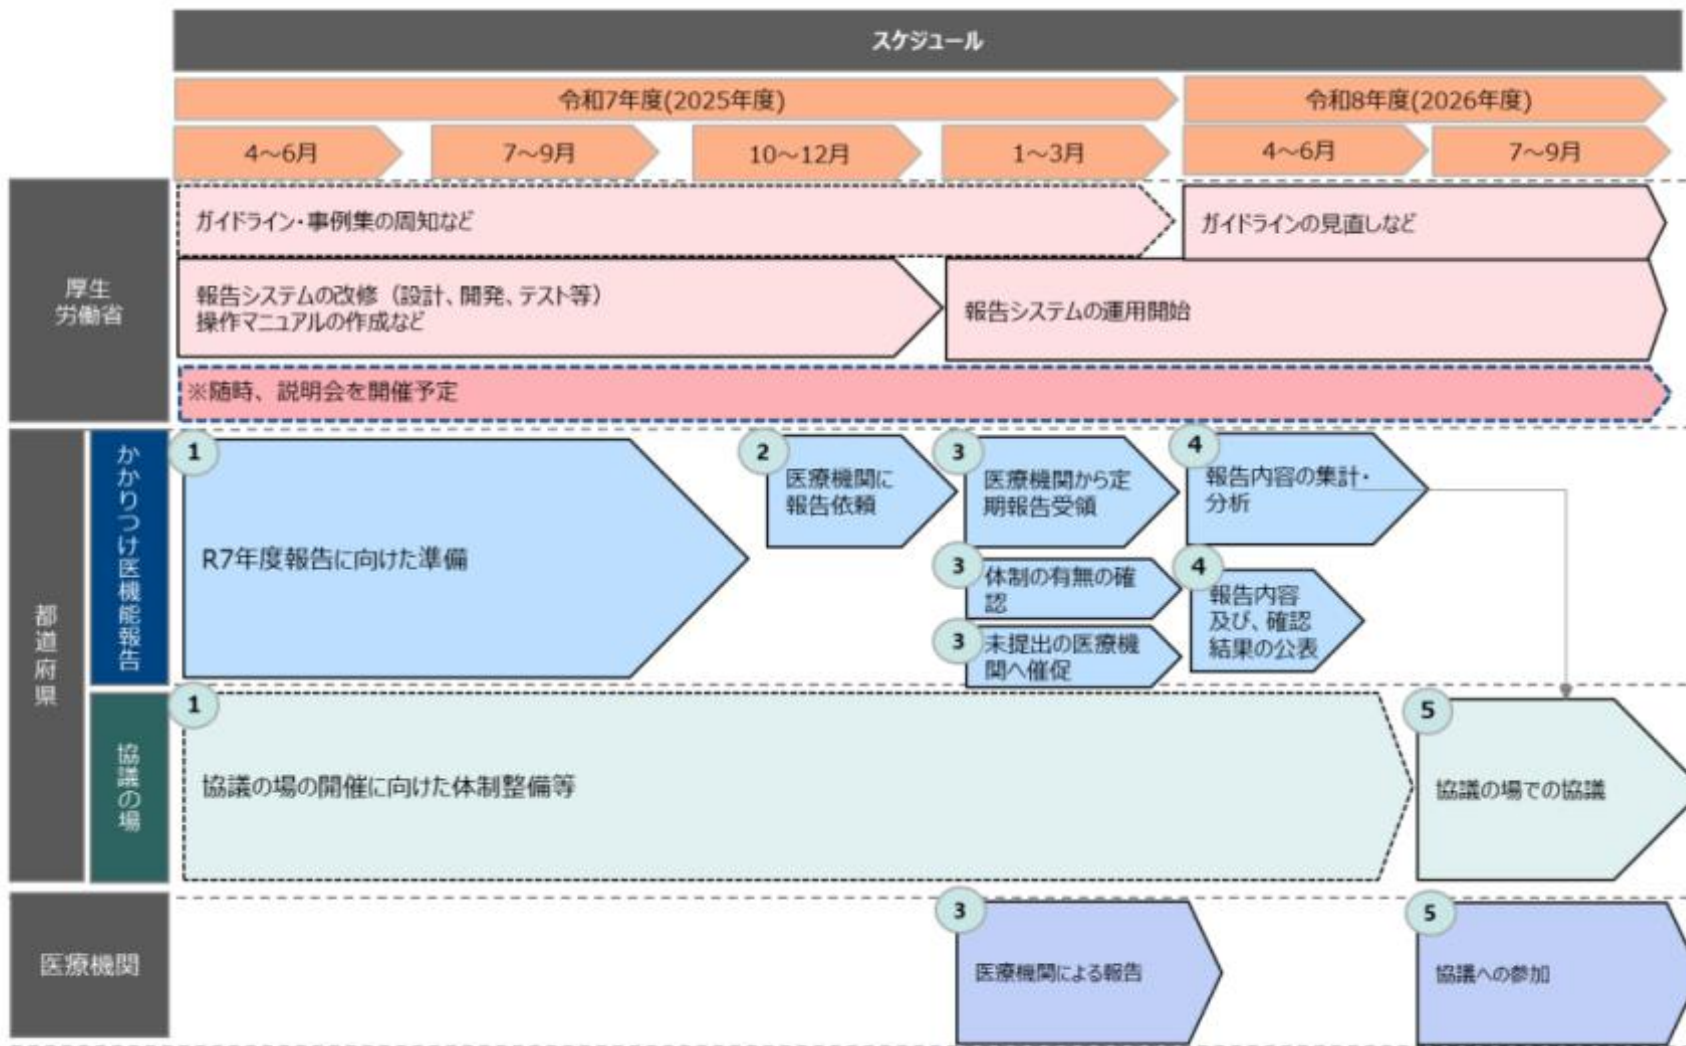 スケジュール
令和7年度(2025年度)
令和8年度(2026年度)
4～6月
7～9月
10～12月
1～3月
4～6月
7～9月
厚生
労働省
ガイドライン・事例集の周知など
ガイドラインの見直しなど
報告システムの改修（設計、開発、テスト等）
操作マニュアルの作成など
報告システムの運用開始
※随時、説明会を開催予定
都道府県
かかりつけ医機能報告
1
R7年度報告に向けた準備
2
医療機関に
報告依頼
3
医療機関から定
期報告受領
3
体制の有無の確
認
3
未提出の医療機
関へ催促
4
報告内容の集計・
分析
4
報告内容
及び、確認
結果の公表
協議の場
1
協議の場の開催に向けた体制整備等
5
協議の場での協議
医療機関
3
医療機関による報告
5
協議への参加